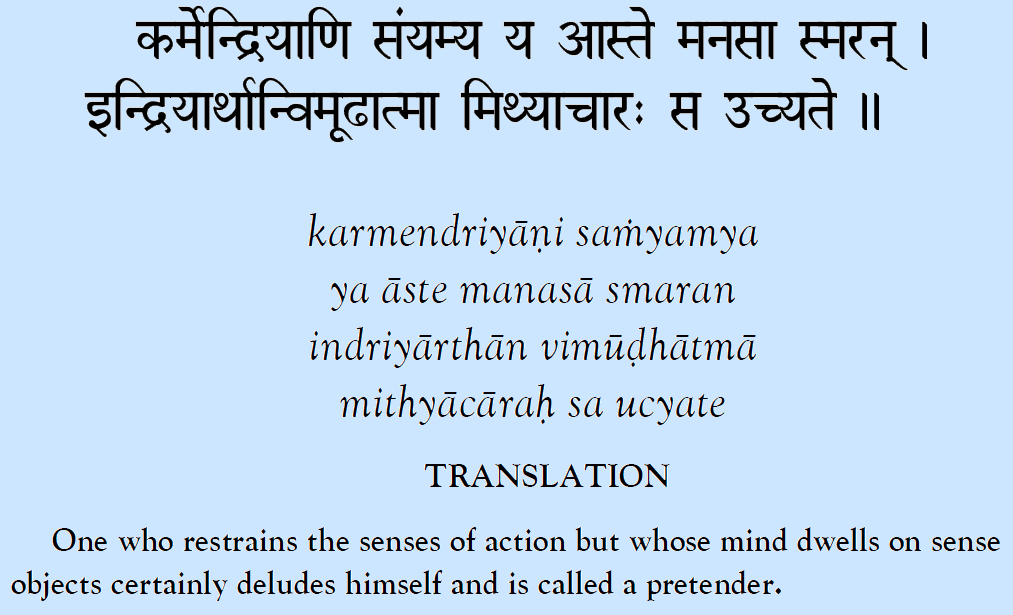 कर्मेन्द्रियाणि संयम्य य आस्ते मनसा स्मरन् ।
इन्द्रियार्थान्विमूढात्मा मिथ्याचारः स उच्यते ॥
karmendriyāṇi saṁyamya
ya āste manasā smaran
indriyārthān vimūḍhātmā
mithyācāraḥ sa ucyate
TRANSLATION
One who restrains the senses of action but whose mind dwells on sense
objects certainly deludes himself and is called a pretender.